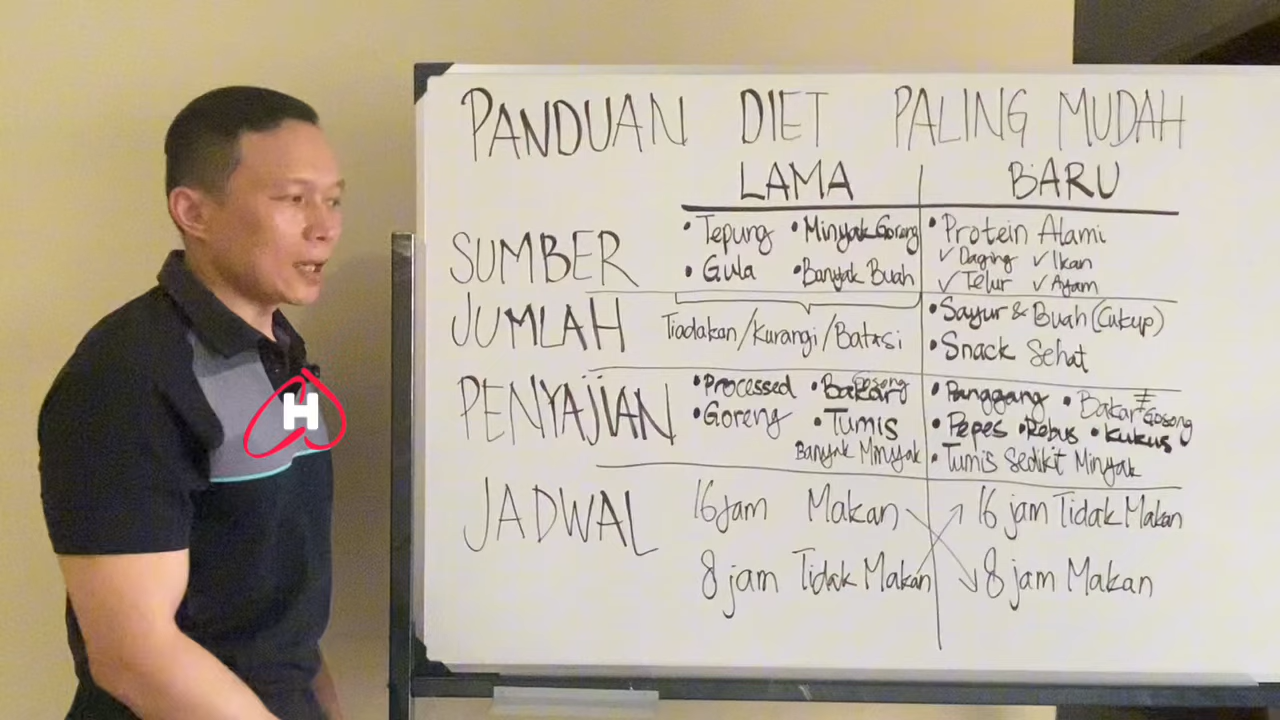 PANDUAN DIET PALING MUDAH
LAMA BARU
SUMBER
• Tepung • Minyak Goreng
• Gula • Banyak Buah
• Protein Alami
✓ Daging ✓ Ikan
✓ Telur ✓ Ayam
JUMLAH
Tiadakan/Kurangi/Batasi
• Sayur & Buah (Cukup)
• Snack Sehat
PENYAJIAN
• Processed • Bakar Gosong
• Goreng • Tumis
Banyak Minyak
• Panggang • Bakar ≠ Gosong
• Pepes • Rebus • Kukus
• Tumis Sedikit Minyak
JADWAL
16 jam Makan
8 jam Tidak Makan
16 jam Tidak Makan
8 jam Makan
H